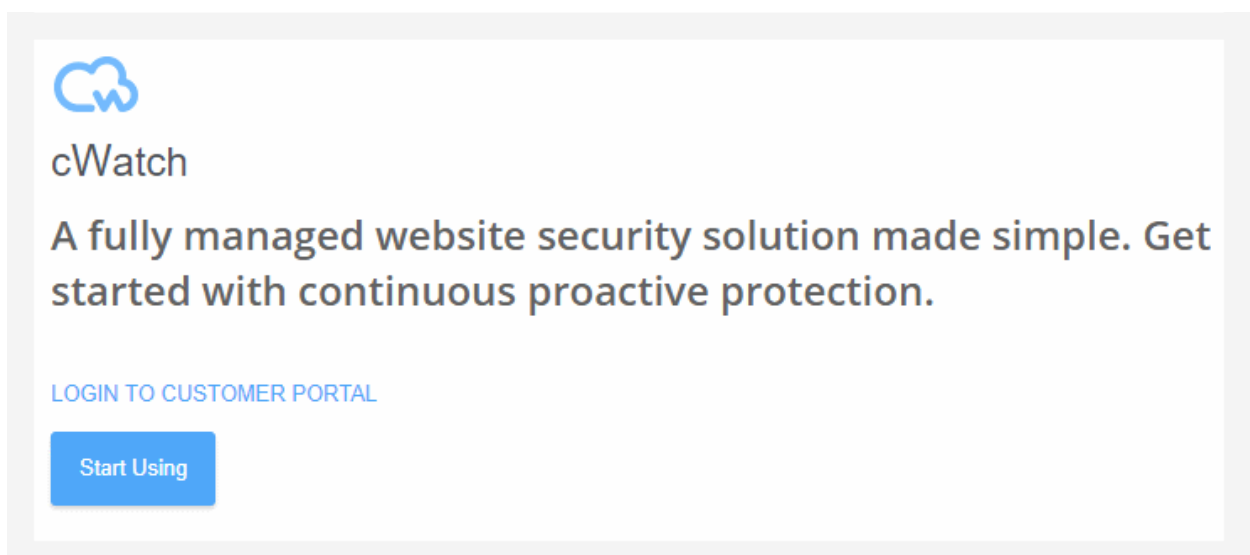 cWatch
A fully managed website security solution made simple. Get
started with continuous proactive protection.
LOGIN TO CUSTOMER PORTAL
Start Using